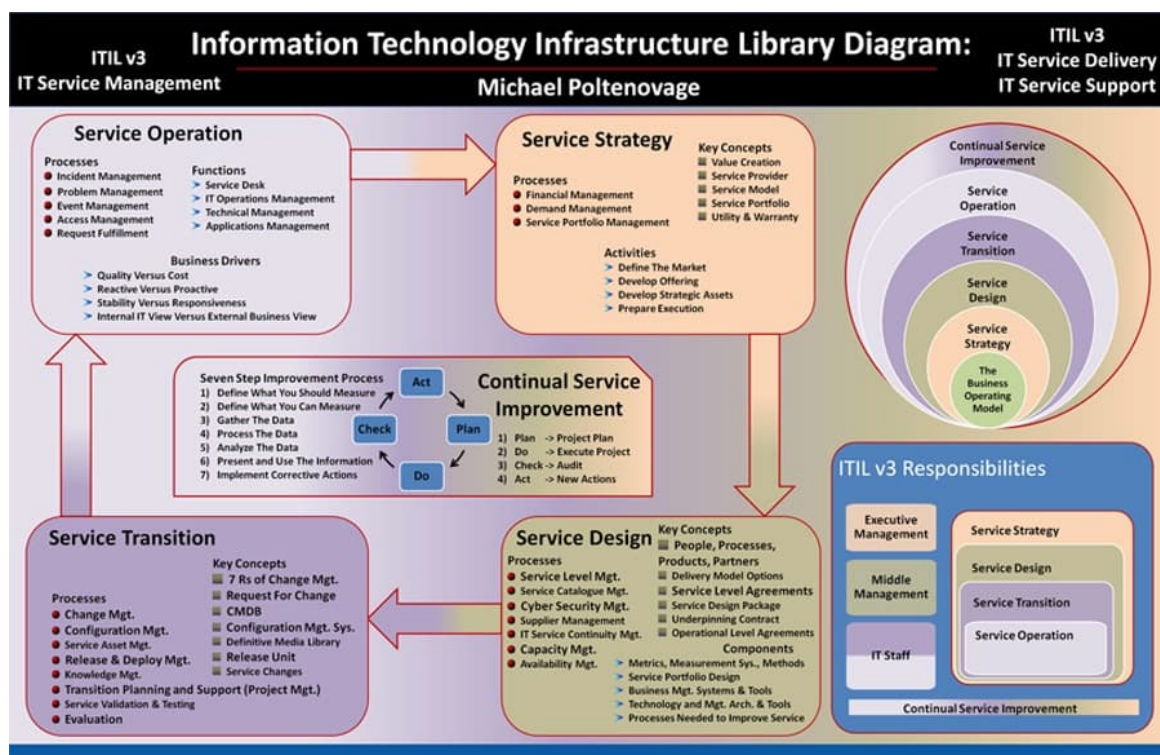 ITIL v3
IT Service Management
Information Technology Infrastructure Library Diagram:
Michael Poltenovage
ITIL v3
IT Service Delivery
IT Service Support
Service Operation
Processes
Incident Management
Problem Management
Event Management
Access Management
Request Fulfillment
Functions
Service Desk
IT Operations Management
Technical Management
Applications Management
Business Drivers
Quality Versus Cost
Reactive Versus Proactive
Stability Versus Responsiveness
Internal IT View Versus External Business View
Service Strategy
Processes
Financial Management
Demand Management
Service Portfolio Management
Key Concepts
Value Creation
Service Provider
Service Model
Service Portfolio
Utility & Warranty
Activities
Define The Market
Develop Offering
Develop Strategic Assets
Prepare Execution
Continual Service
Improvement
Service
Operation
Service
Transition
Service
Design
Service
Strategy
The
Business
Operating
Model
Seven Step Improvement Process
1) Define What You Should Measure
2) Define What You Can Measure
3) Gather The Data
4) Process The Data
5) Analyze The Data
6) Present and Use The Information
7) Implement Corrective Actions
Act
Plan
Do
Check
Continual Service
Improvement
1) Plan -> Project Plan
2) Do -> Execute Project
3) Check -> Audit
4) Act -> New Actions
Service Transition
Processes
Change Mgt.
Configuration Mgt.
Service Asset Mgt.
Release & Deploy Mgt.
Knowledge Mgt.
Transition Planning and Support (Project Mgt.)
Service Validation & Testing
Evaluation
Key Concepts
7 Rs of Change Mgt.
Request For Change
CMDB
Configuration Mgt. Sys.
Definitive Media Library
Release Unit
Service Changes
Service Design
Processes
Service Level Mgt.
Service Catalogue Mgt.
Cyber Security Mgt.
Supplier Management
IT Service Continuity Mgt.
Capacity Mgt.
Availability Mgt.
Key Concepts
People, Processes,
Products, Partners
Delivery Model Options
Service Level Agreements
Service Design Package
Underpinning Contract
Operational Level Agreements
Components
Metrics, Measurement Sys., Methods
Service Portfolio Design
Business Mgt. Systems & Tools
Technology and Mgt. Arch. & Tools
Processes Needed to Improve Service
ITIL v3 Responsibilities
Executive
Management
Middle
Management
IT Staff
Service Strategy
Service Design
Service Transition
Service Operation
Continual Service Improvement